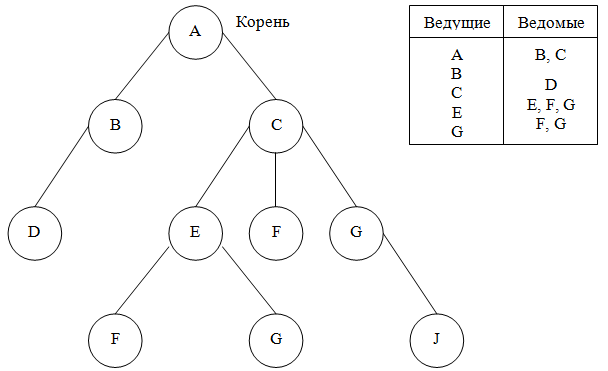 A
Корень
B
C
D
E
F
G
F
G
J
Ведущие Ведомые
A B, C
B
C D
E E, F, G
G F, G